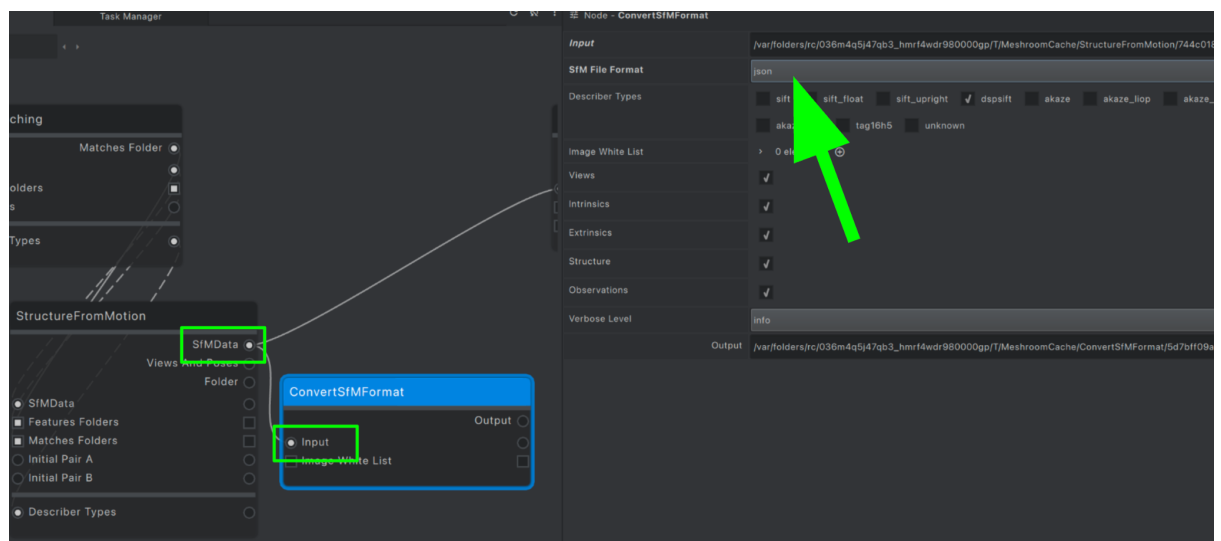 Task Manager
ching
Matches Folder
olders
s
Types
StructureFromMotion
SfMData
Views And Poses
Folder
SfMData
Features Folders
Matches Folders
Initial Pair A
Initial Pair B
Describer Types
ConvertSfMFormat
Output
Input
Image White List
Node - ConvertSfMFormat
Input /var/folders/rc/036m4q5j47qb3_hmrf4wdr980000gp/T/MeshroomCache/StructureFromMotion/744c018
SfM File Format json
Describer Types sift sift_float sift_upright dspsift akaze akaze_liop akaze_
tag16h5 unknown
Image White List 0
Views
Intrinsics
Extrinsics
Structure
Observations
Verbose Level info
Output /var/folders/rc/036m4q5j47qb3_hmrf4wdr980000gp/T/MeshroomCache/ConvertSfMFormat/5d7bff09a